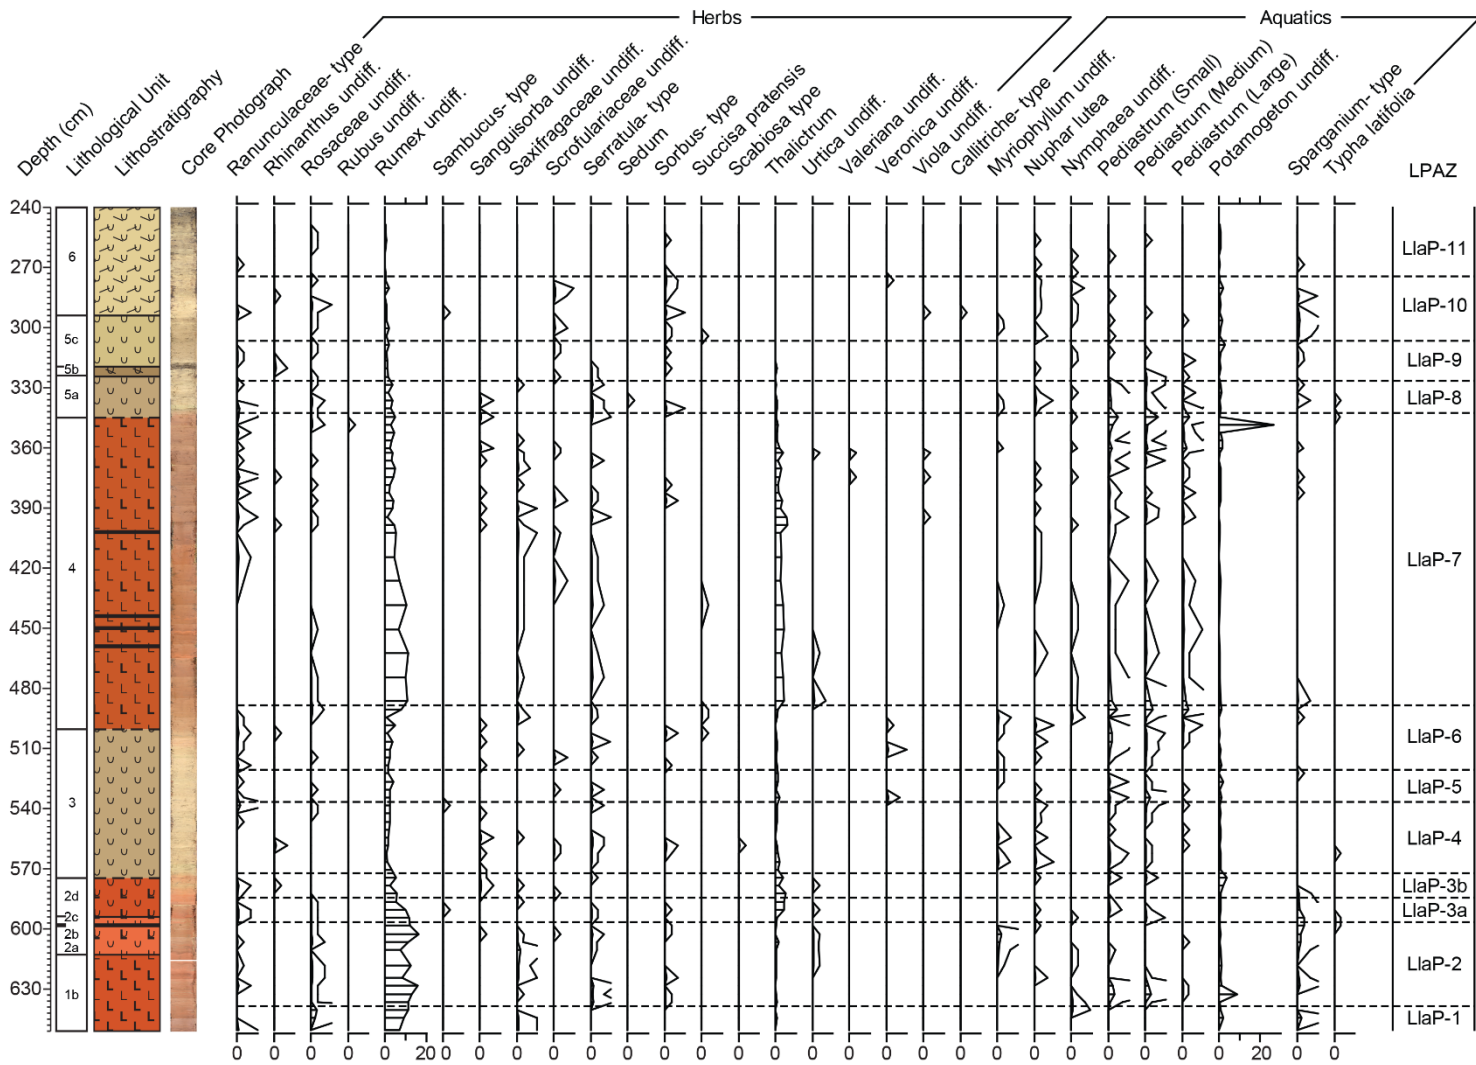 Herbs
Aquatics
Depth (cm)
Lithological Unit
Lithostratigraphy
Core Photograph
Ranunculaceae- type
Rhinanthus undiff.
Rosaceae undiff.
Rubus undiff.
Rumex undiff.
Sambucus- type
Sanguisorba undiff.
Saxifragaceae undiff.
Scrofulariaceae undiff.
Serratula- type
Sedum
Sorbus- type
Succisa pratensis
Scabiosa type
Thalictrum
Urtica undiff.
Valeriana undiff.
Veronica undiff.
Viola undiff.
Callitriche- type
Myriophyllum undiff.
Nuphar lutea
Nymphaea undiff.
Pediastrum (Small)
Pediastrum (Medium)
Pediastrum (Large)
Potamogeton undiff.
Sparganium- type
Typha latifolia
LPAZ
240
270
300
330
360
390
420
450
480
510
540
570
600
630
6
5c
5b
5a
4
3
2d
2c
2b
2a
1b
LlaP-11
LlaP-10
LlaP-9
LlaP-8
LlaP-7
LlaP-6
LlaP-5
LlaP-4
LlaP-3b
LlaP-3a
LlaP-2
LlaP-1
0 0 0 0 0 20 0 0 0 0 0 0 0 0 0 0 0 0 0 0 0 0 0 0 0 0 0 0 20 0 0